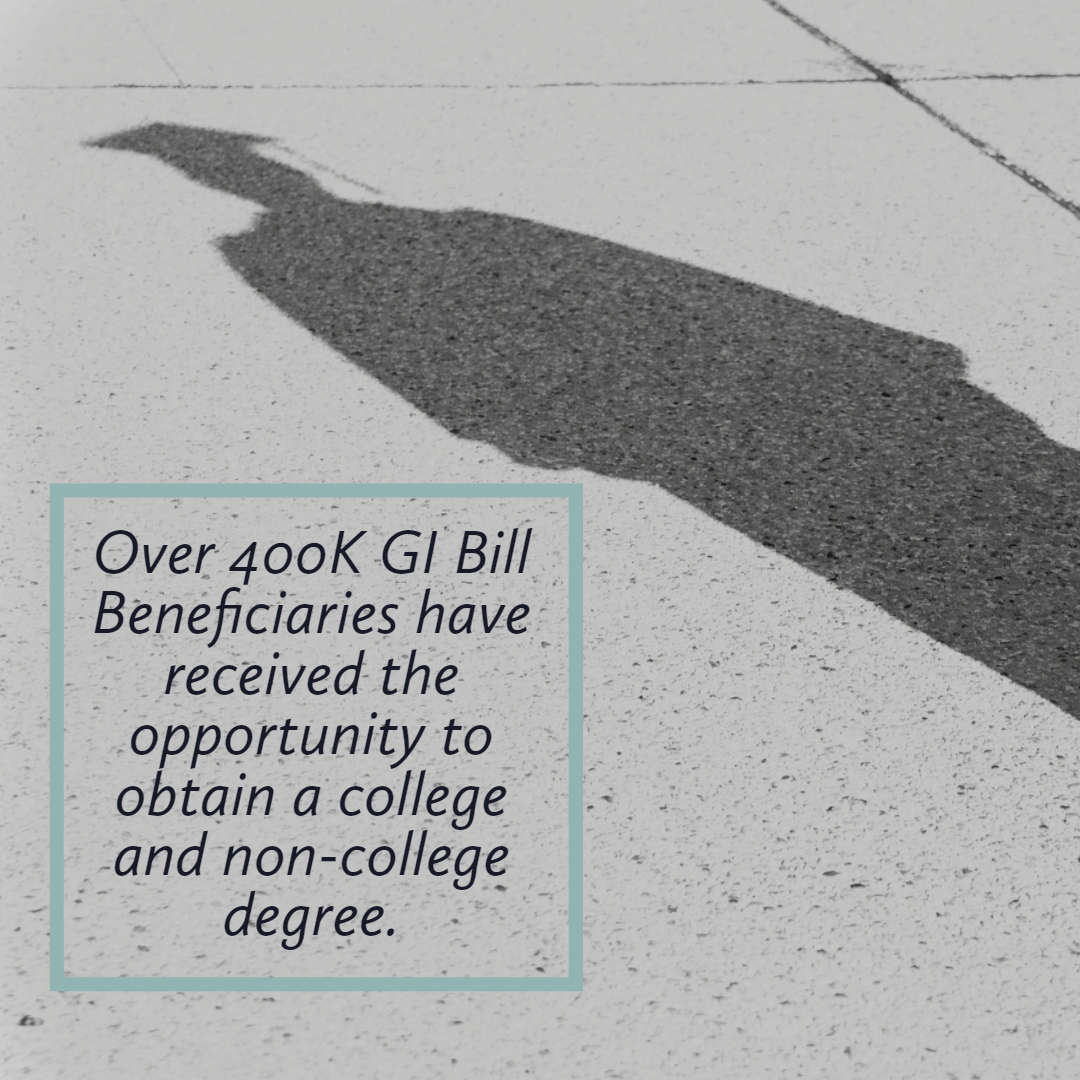 Over 400K GI Bill
Beneficiaries have
received the
opportunity to
obtain a college
and non-college
degree.